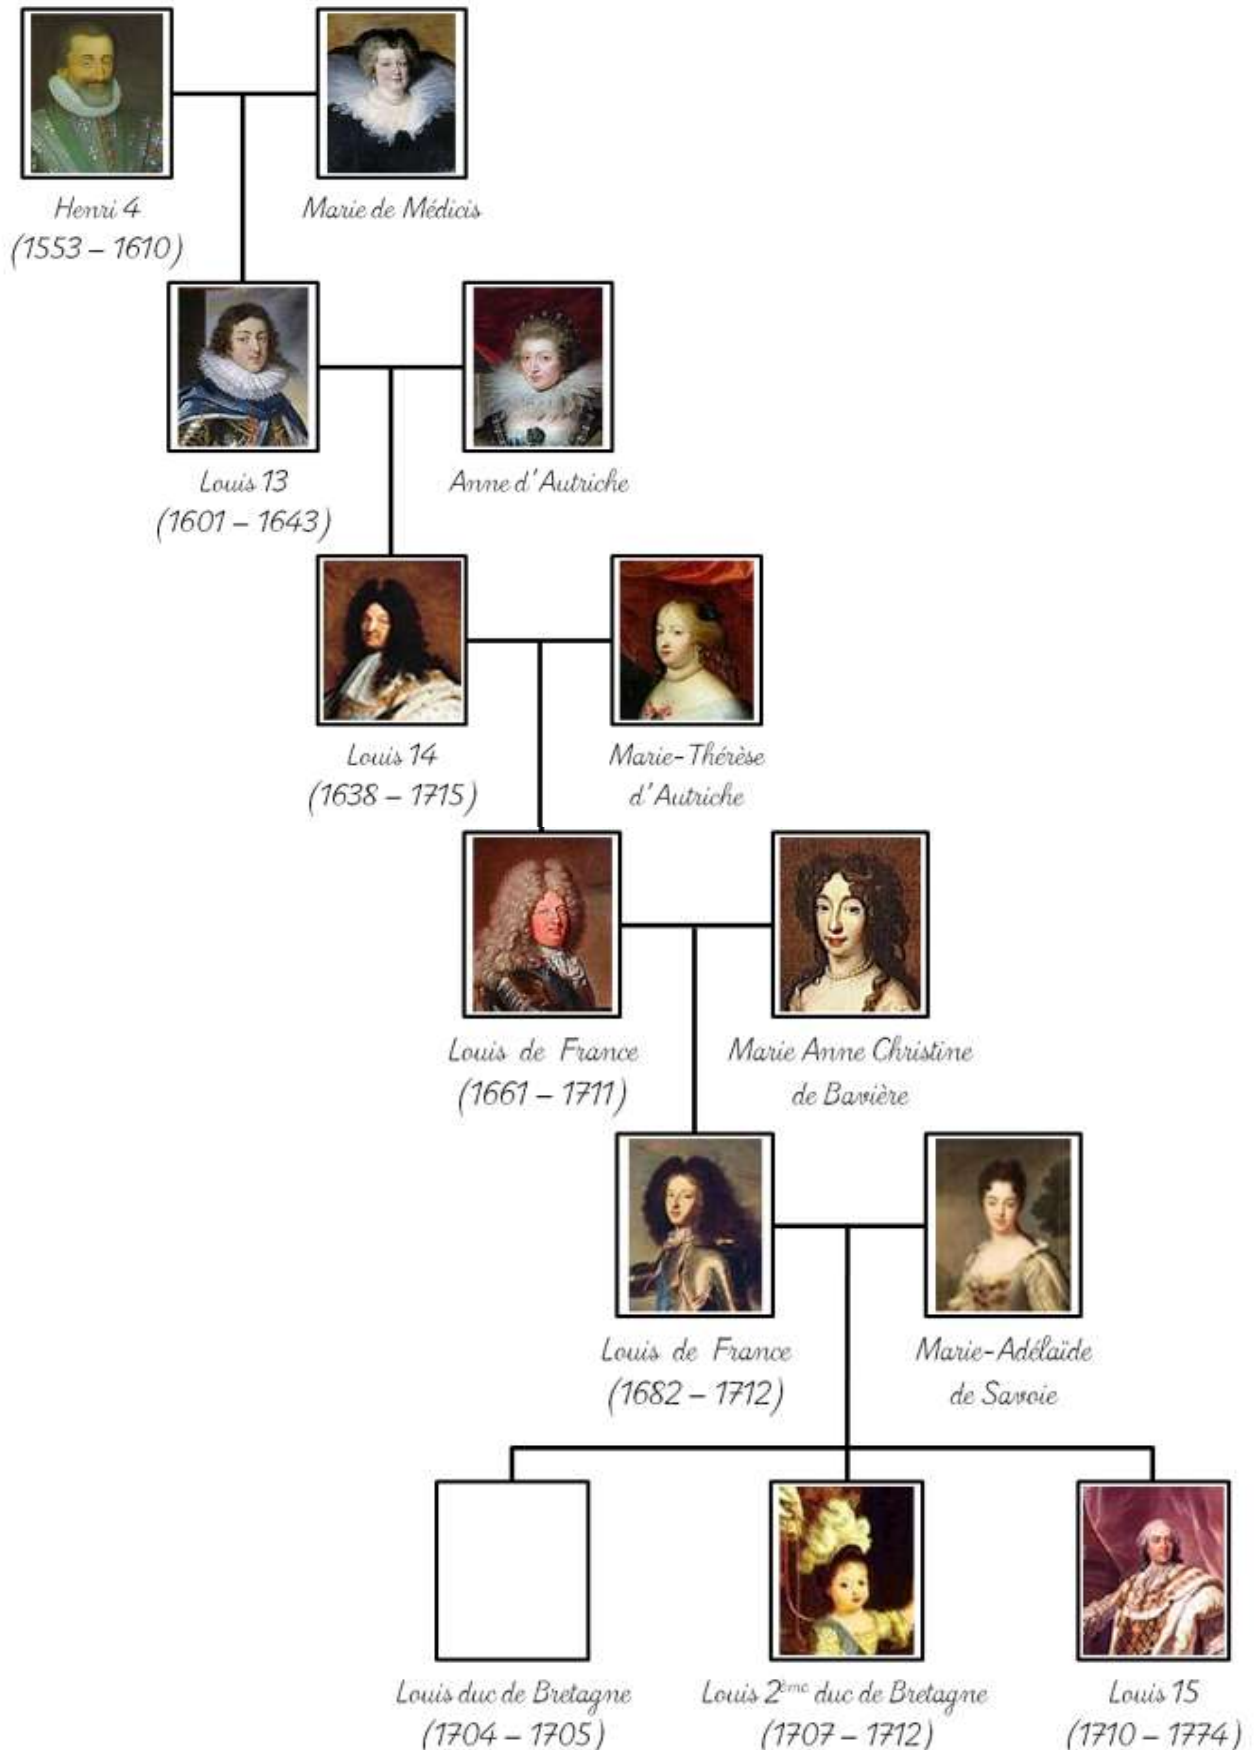 Henri 4
(1553 – 1610)
Marie de Médicis
Louis 13
(1601 – 1643)
Anne d'Autriche
Louis 14
(1638 – 1715)
Marie-Thérèse
d'Autriche
Louis de France
(1661 – 1711)
Marie Anne Christine
de Bavière
Louis de France
(1682 – 1712)
Marie-Adélaïde
de Savoie
Louis duc de Bretagne
(1704 – 1705)
Louis 2ème duc de Bretagne
(1707 – 1712)
Louis 15
(1710 – 1774)